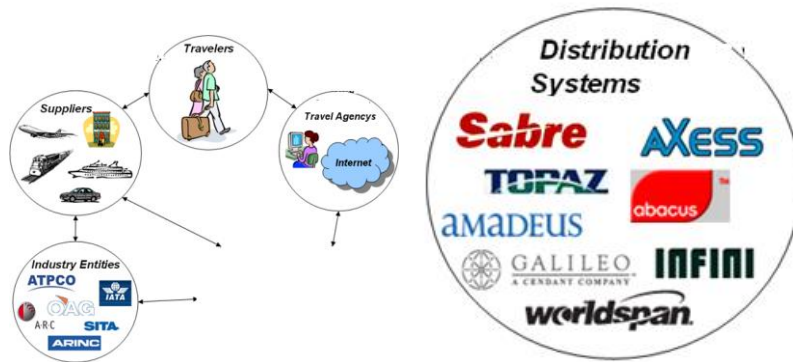 Travelers
Suppliers
Travel Agencys
Internet
Industry Entities
ATPCO
IATA
OAG
A·R·C
SITA
ARINC
Distribution
Systems
Sabre
AXESS
TOPAZ
abacus
TM
AMADEUS
GALILEO
A CENDANT COMPANY
INFINI
worldspan